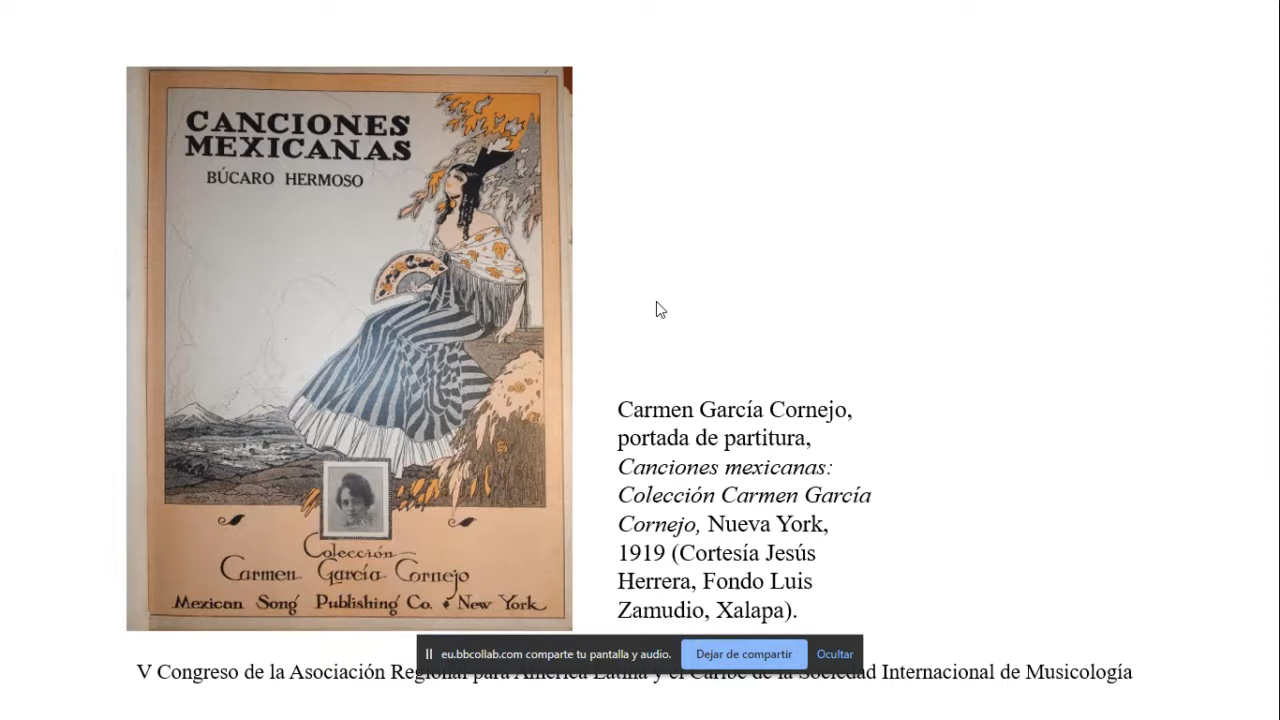 CANCIONES
MEXICANAS
BÚCARO HERMOSO
Colección
Carmen García Cornejo
Mexican Song Publishing Co. New York
Carmen García Cornejo,
portada de partitura,
Canciones mexicanas:
Colección Carmen García
Cornejo, Nueva York,
1919 (Cortesía Jesús
Herrera, Fondo Luis
Zamudio, Xalapa).
eu.bbcollab.com comparte tu pantalla y audio.
Dejar de compartir
Ocultar
V Congreso de la Asociación Regional para América Latina y el Caribe de la Sociedad Internacional de Musicología